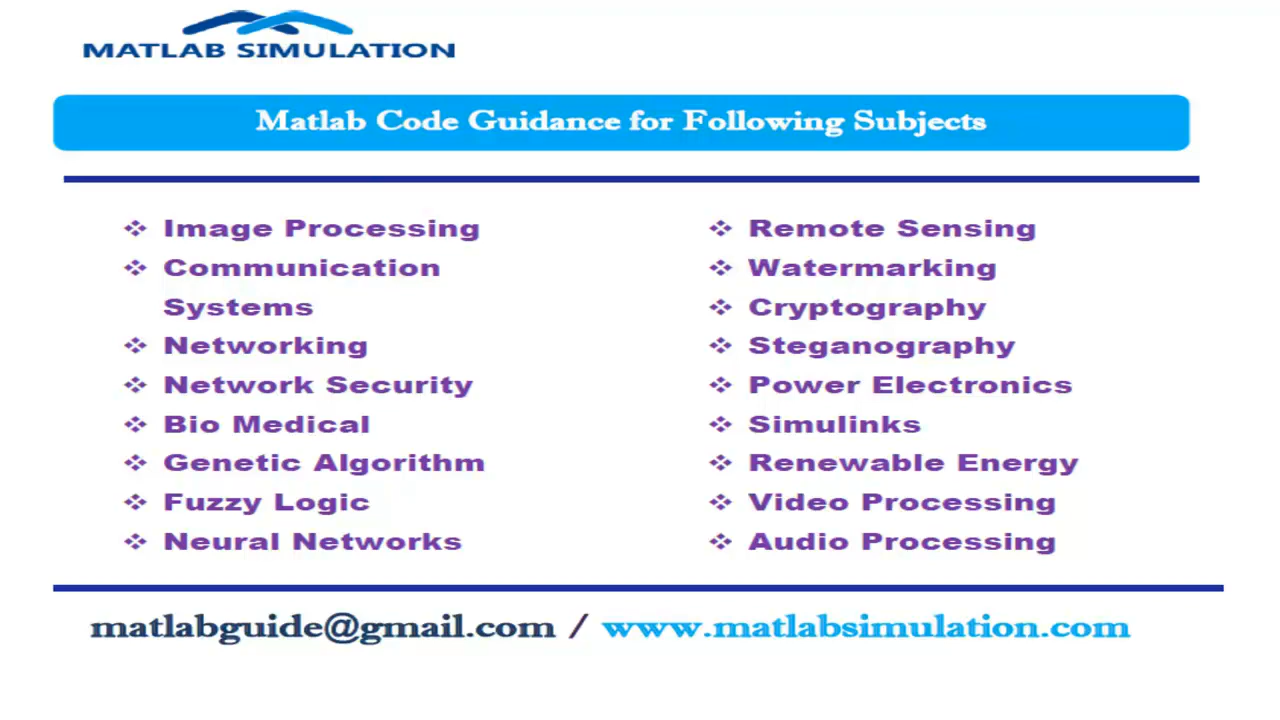 MATLAB SIMULATION
Matlab Code Guidance for Following Subjects
Image Processing
Communication
Systems
Networking
Network Security
Bio Medical
Genetic Algorithm
Fuzzy Logic
Neural Networks
Remote Sensing
Watermarking
Cryptography
Steganography
Power Electronics
Simulinks
Renewable Energy
Video Processing
Audio Processing
matlabguide@gmail.com / www.matlabsimulation.com